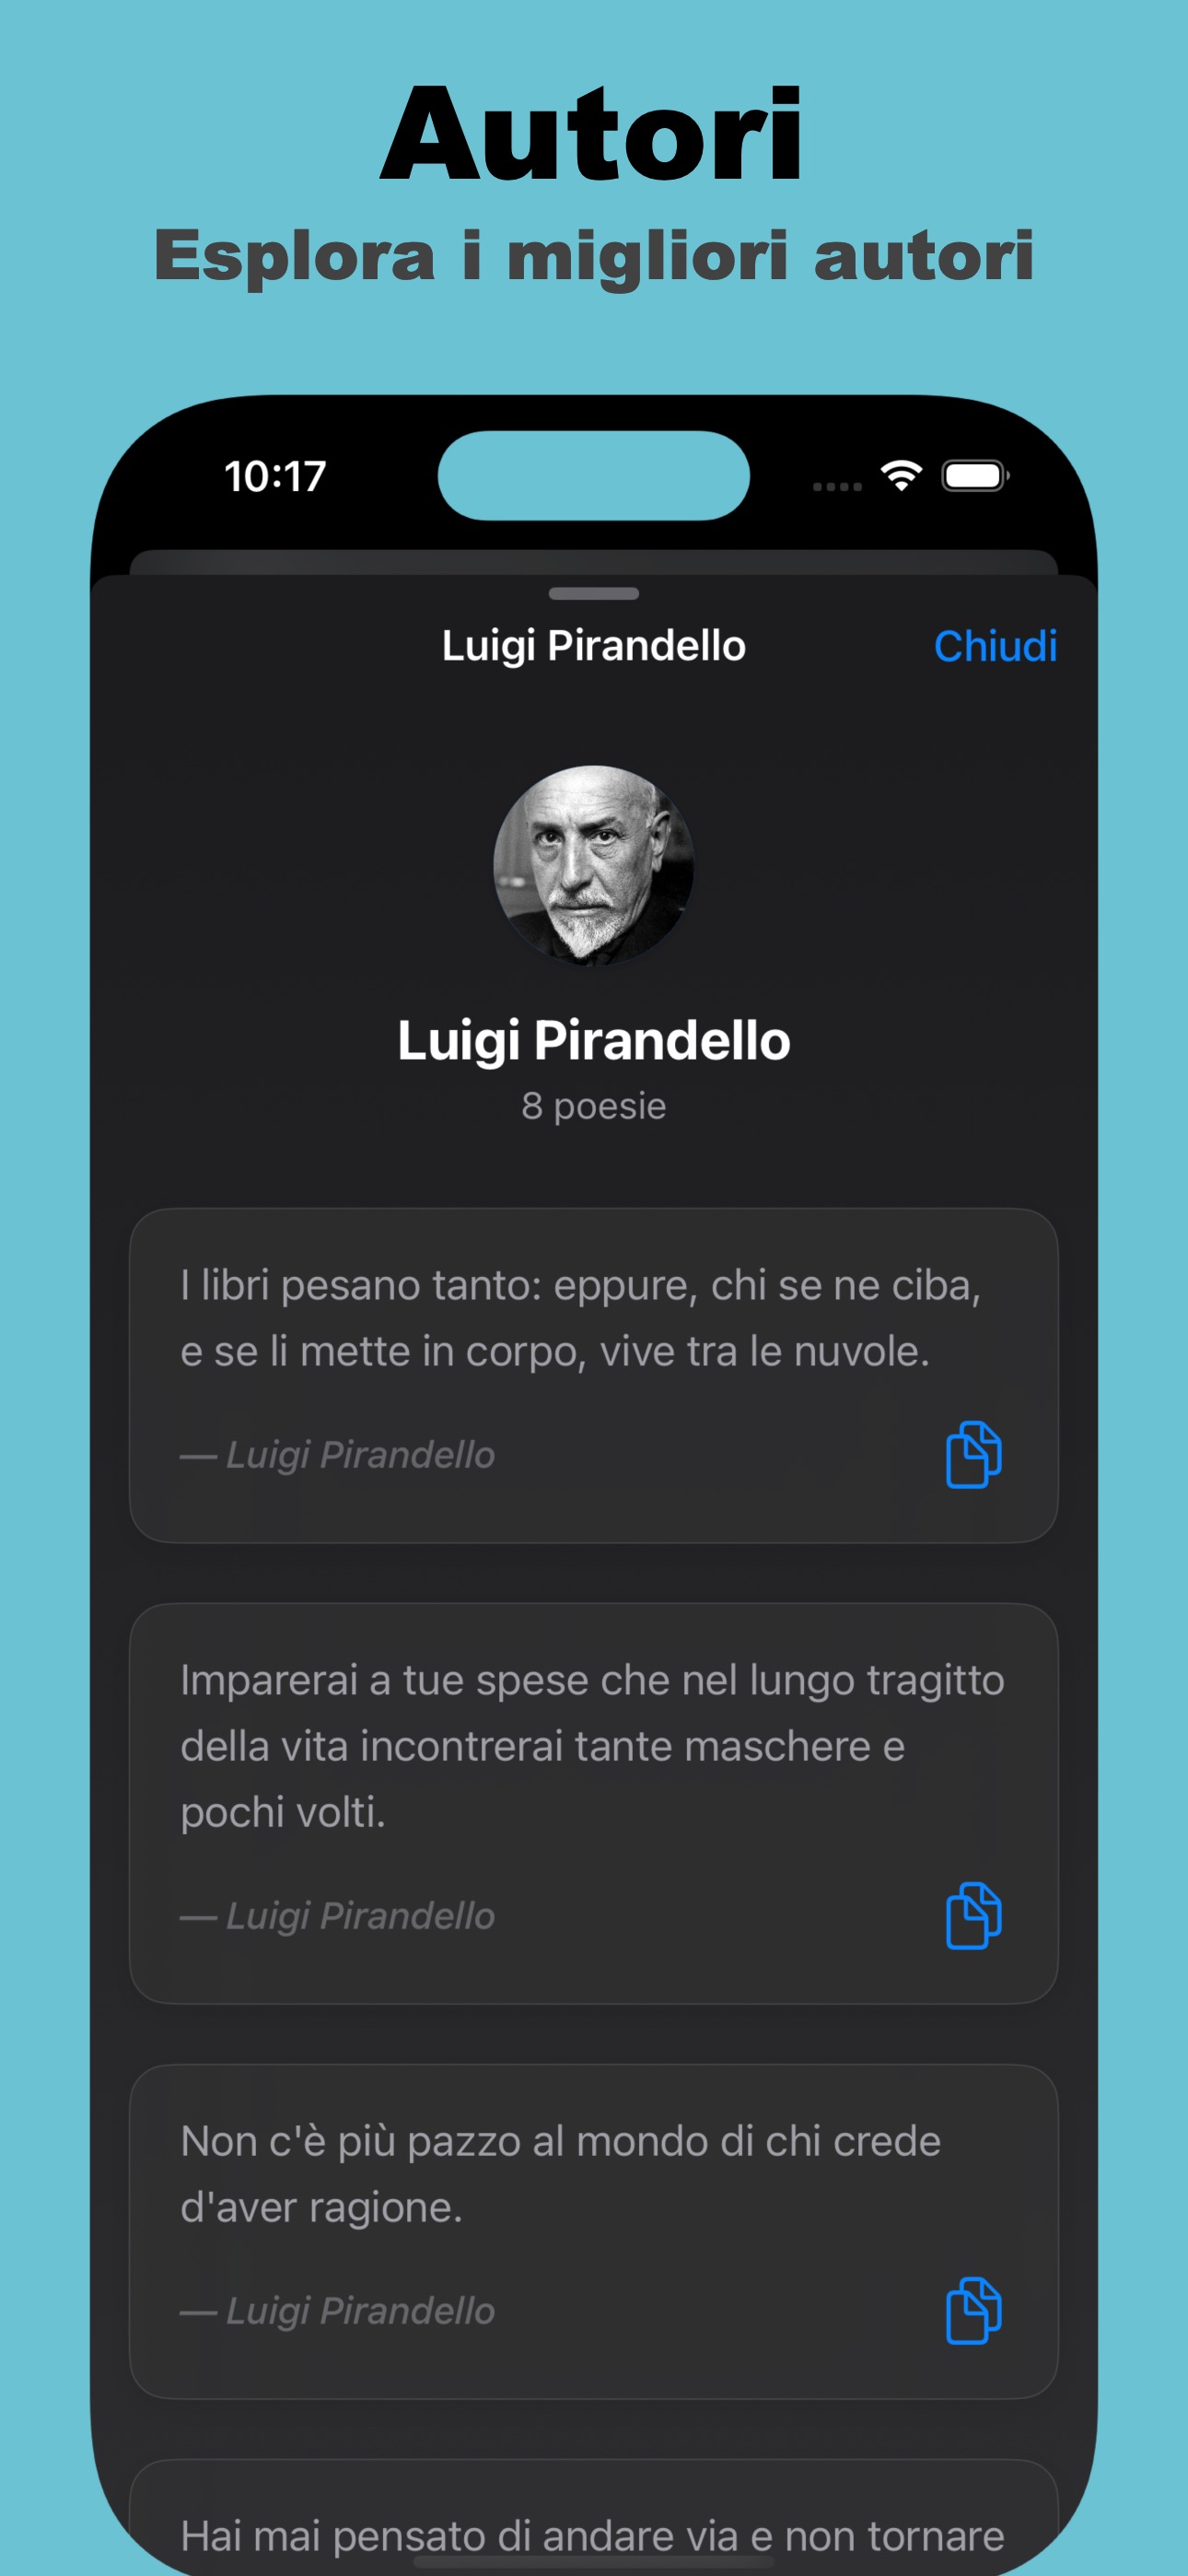 Autori
Esplora i migliori autori
10:17
Luigi Pirandello
Chiudi
Luigi Pirandello
8 poesie
I libri pesano tanto: eppure, chi se ne ciba,
e se li mette in corpo, vive tra le nuvole.
— Luigi Pirandello
Imparerai a tue spese che nel lungo tragitto
della vita incontrerai tante maschere e
pochi volti.
— Luigi Pirandello
Non c'è più pazzo al mondo di chi crede
d'aver ragione.
— Luigi Pirandello
Hai mai pensato di andare via e non tornare